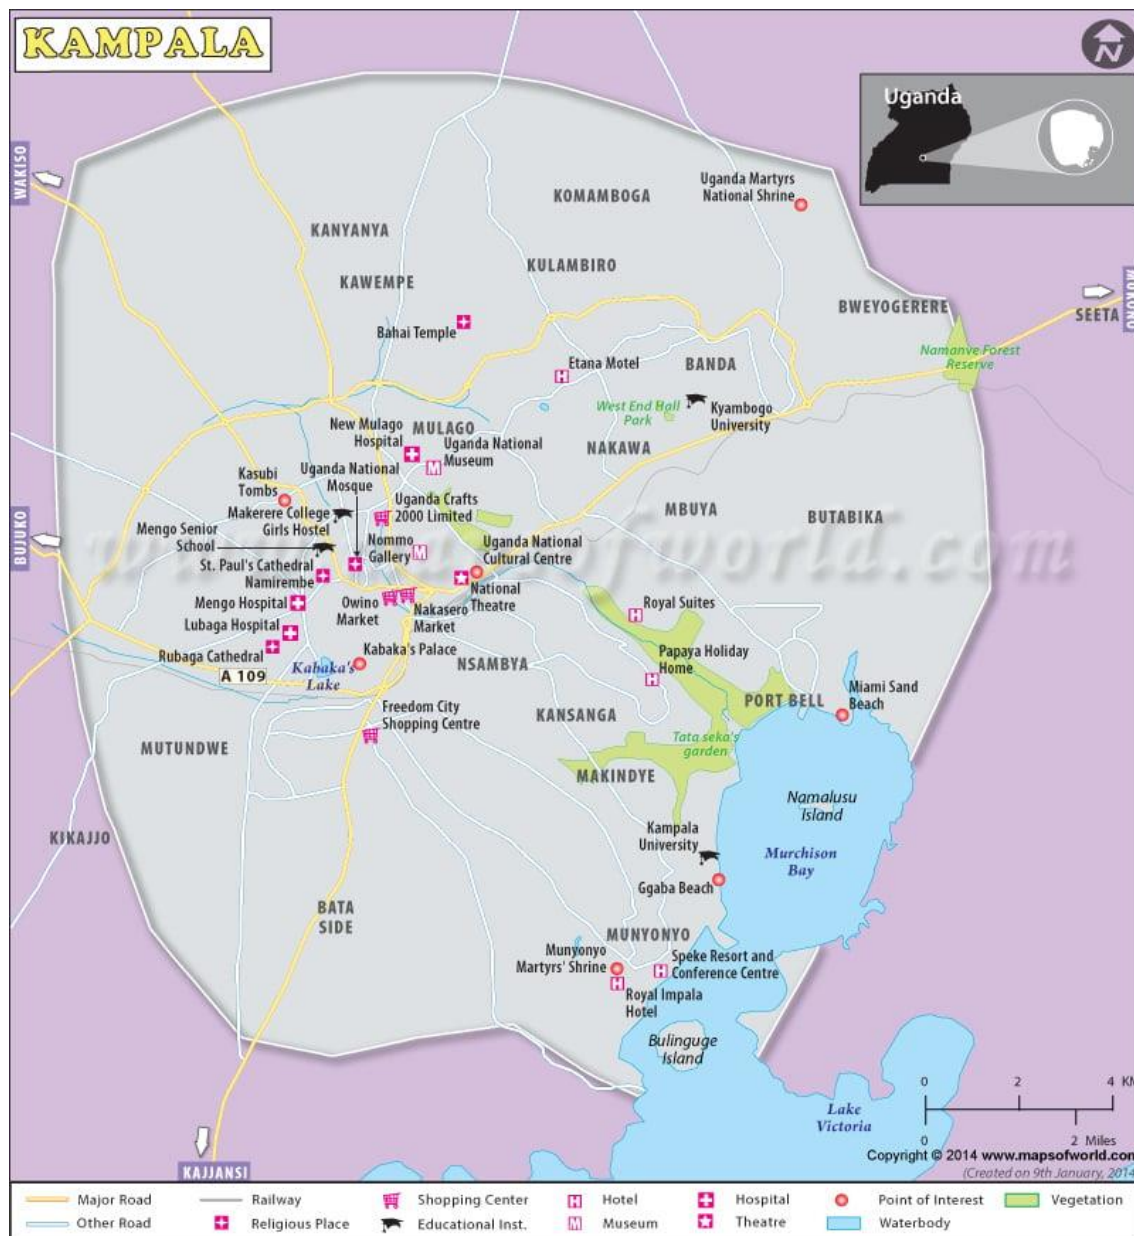 KAMPALA
N
Uganda
WAKISO
Uganda Martyrs
National Shrine
KOMAMBOGA
KANYANYA
KULAMBIRO
KAWEMPE
MOKONO
BWEYOGERERE
SEETA
Bahai Temple
Namanve Forest
Reserve
Etana Motel
BANDA
West End Hall
Park
Kyambogo
University
New Mulago
Hospital
MULAGO
Uganda National
Museum
NAKAWA
Kasubi
Tombs
Uganda National
Mosque
Uganda Crafts
2000 Limited
MBUYA
BUTABIKA
Makerere College
Girls Hostel
Mengo Senior
School
BUJUKO
www.mapsofworld.com
Nommo
Gallery
Uganda National
Cultural Centre
St. Paul's Cathedral
Namirembe
National
Theatre
Mengo Hospital
Owino
Market
Nakasero
Market
Royal Suites
Lubaga Hospital
Rubaga Cathedral
Kabaka's Palace
NSAMBYA
Papaya Holiday
Home
A 109
Kabaka's
Lake
PORT BELL
Miami Sand
Beach
Freedom City
Shopping Centre
KANSANGA
MUTUNDWE
Tata seka's
garden
MAKINDYE
Namalusu
Island
KIKAJJO
Kampala
University
Murchison
Bay
Ggaba Beach
BATA
SIDE
MUNYONYO
Munyonyo
Martyrs' Shrine
Speke Resort and
Conference Centre
Royal Impala
Hotel
Bulinguge
Island
Lake
Victoria
0 2 4 KM
0 2 Miles
KAJJANSI
Copyright © 2014 www.mapsofworld.com
(Created on 9th January, 2014
Major Road
Railway
Shopping Center
H Hotel
Hospital
Point of Interest
Vegetation
Other Road
Religious Place
Educational Inst.
M Museum
Theatre
Waterbody